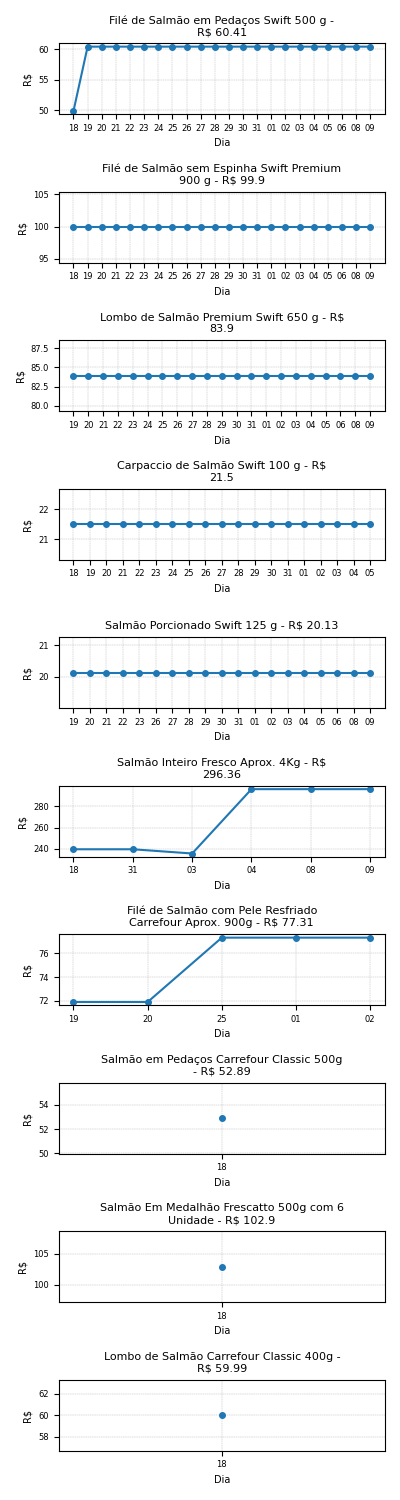 Filé de Salmão em Pedaços Swift 500 g -
R$ 60.41
60
55
50
R$
18 19 20 21 22 23 24 25 26 27 28 29 30 31 01 02 03 04 05 06 08 09
Dia
Filé de Salmão sem Espinha Swift Premium
900 g - R$ 99.9
105
100
95
R$
18 19 20 21 22 23 24 25 26 27 28 29 30 31 01 02 03 04 05 06 08 09
Dia
Lombo de Salmão Premium Swift 650 g - R$
83.9
87.5
85.0
82.5
80.0
R$
19 20 21 22 23 24 25 26 27 28 29 30 31 01 02 03 04 05 06 08 09
Dia
Carpaccio de Salmão Swift 100 g - R$
21.5
22
21
R$
18 19 20 21 22 23 24 25 26 27 28 29 30 31 01 02 03 04 05
Dia
Salmão Porcionado Swift 125 g - R$ 20.13
21
20
R$
19 20 21 22 23 26 27 28 29 30 31 01 02 03 04 05 06 08 09
Dia
Salmão Inteiro Fresco Aprox. 4Kg - R$
296.36
280
260
240
R$
18 31 03 04 08 09
Dia
Filé de Salmão com Pele Resfriado
Carrefour Aprox. 900g - R$ 77.31
76
74
72
R$
19 20 25 01 02
Dia
Salmão em Pedaços Carrefour Classic 500g
- R$ 52.89
54
52
50
R$
18
Dia
Salmão Em Medalhão Frescatto 500g com 6
Unidade - R$ 102.9
105
100
R$
18
Dia
Lombo de Salmão Carrefour Classic 400g -
R$ 59.99
62
60
58
R$
18
Dia